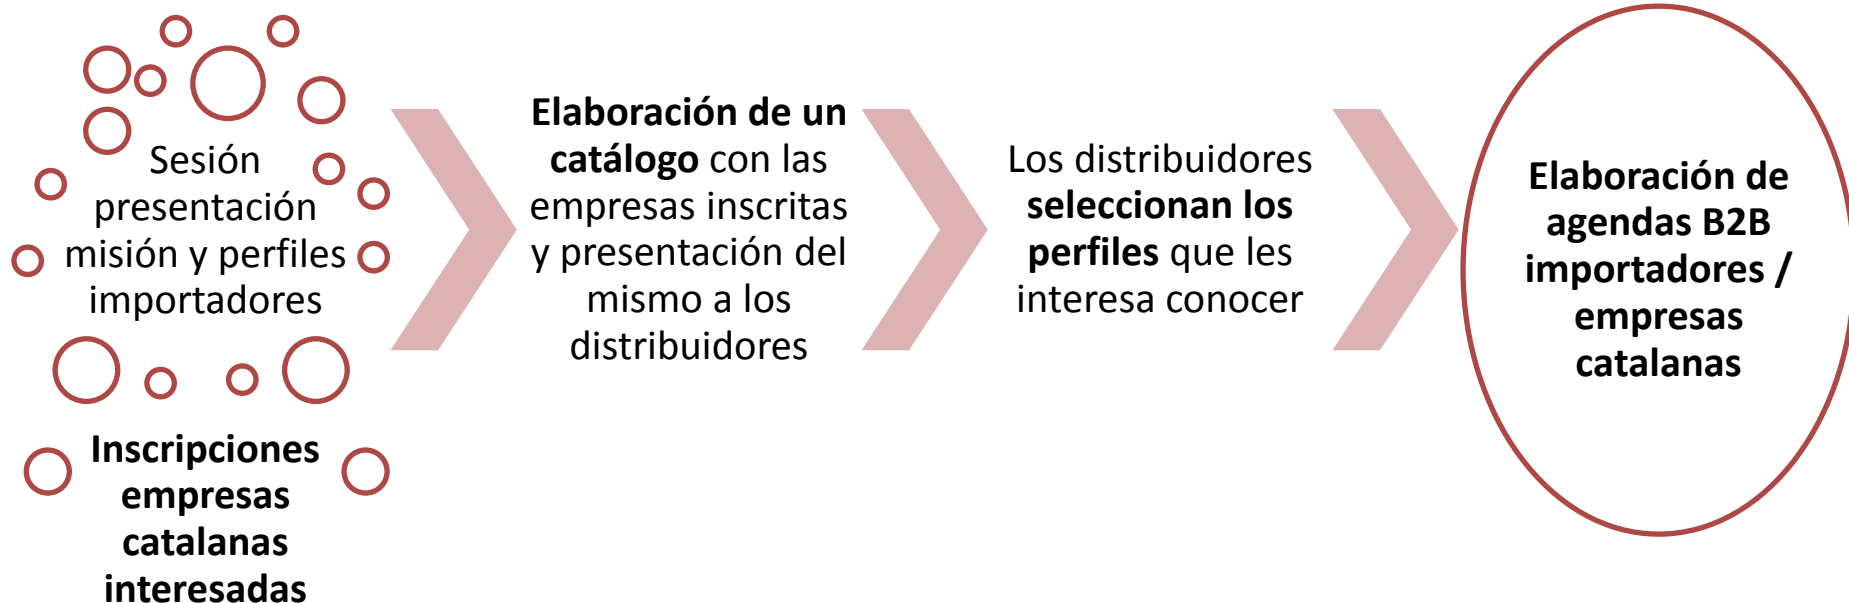 Sesión
presentación
misión y perfiles
importadores
Inscripciones
empresas
catalanas
interesadas
Elaboración de un
catálogo con las
empresas inscritas
y presentación del
mismo a los
distribuidores
Los distribuidores
seleccionan los
perfiles que les
interesa conocer
Elaboración de
agendas B2B
importadores /
empresas
catalanas